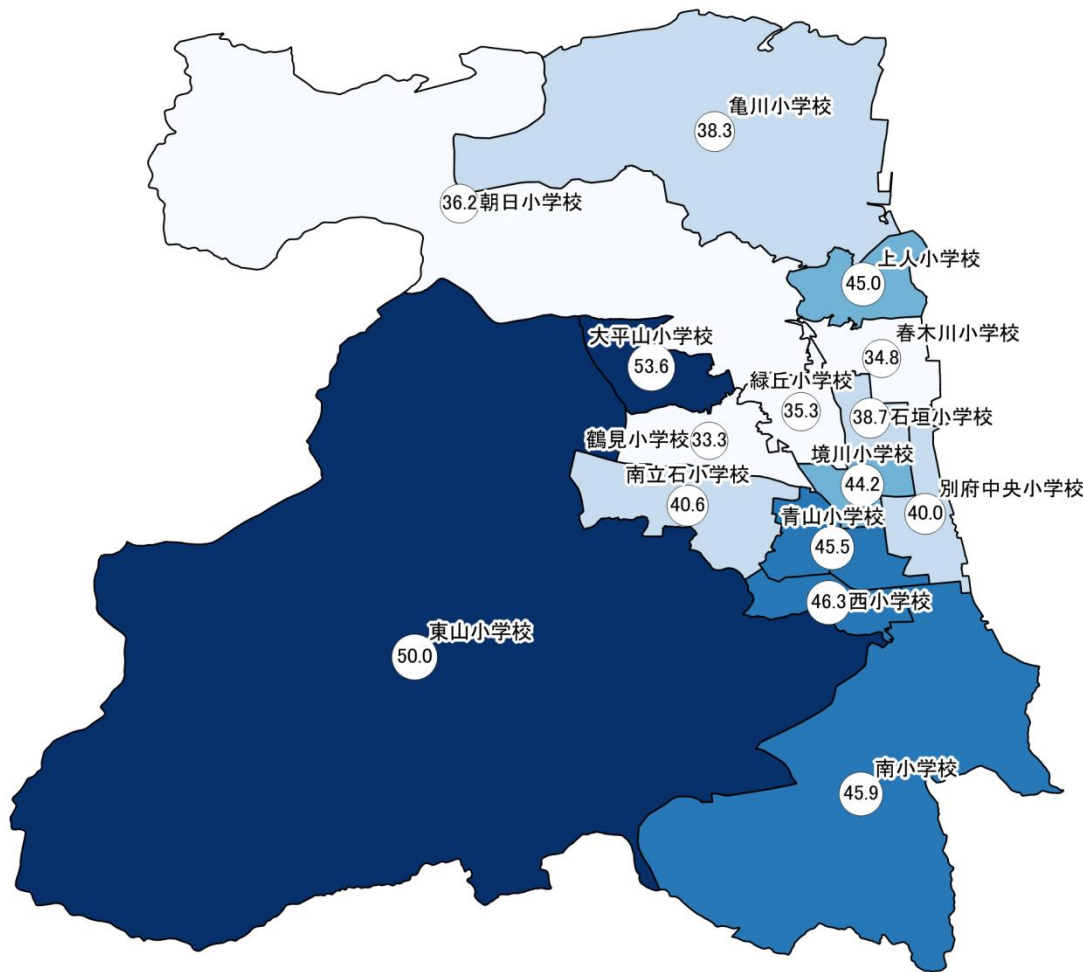 亀川小学校
38.3
36.2 朝日小学校
上人小学校
45.0
春木川小学校
34.8
大平山小学校
53.6
緑丘小学校
35.3
38.7 石垣小学校
鶴見小学校 33.3
境川小学校
44.2
南立石小学校
40.6
別府中央小学校
40.0
青山小学校
45.5
46.3 西小学校
東山小学校
50.0
南小学校
45.9